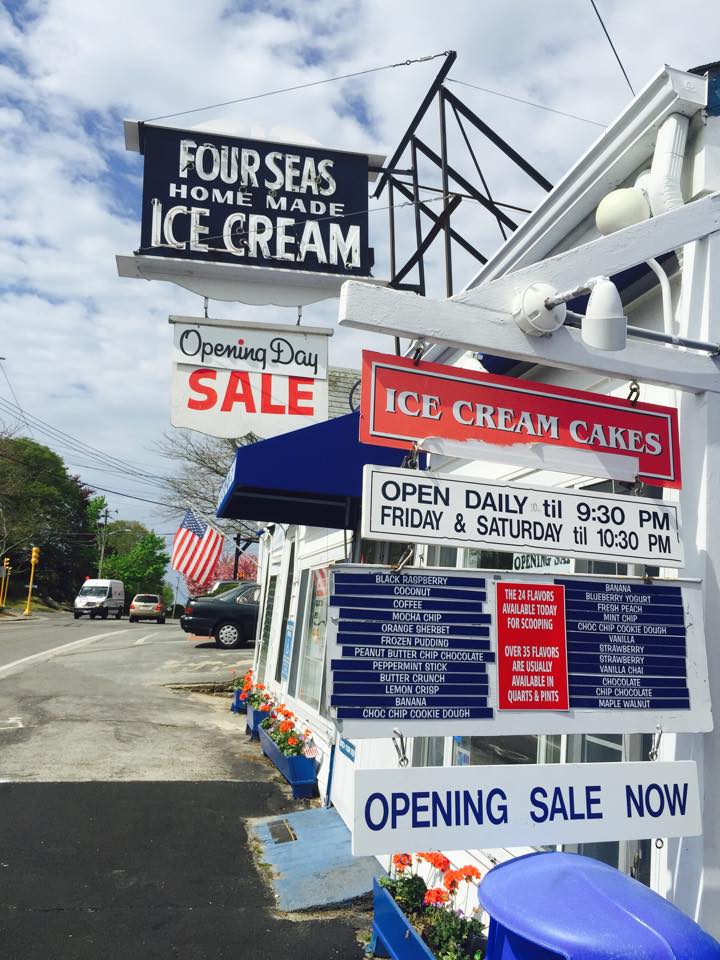 FOUR SEAS
HOME MADE
ICE CREAM
Opening Day
SALE
ICE CREAM CAKES
OPEN DAILY til 9:30 PM
FRIDAY & SATURDAY til 10:30 PM
OPENING SALE
BLACK RASPBERRY
COCONUT
COFFEE
MOCHA CHIP
ORANGE SHERBET
FROZEN PUDDING
PEANUT BUTTER CHIP CHOCOLATE
PEPPERMINT STICK
BUTTER CRUNCH
LEMON CRISP
BANANA
CHOC CHIP COOKIE DOUGH
THE 24 FLAVORS
AVAILABLE TODAY
FOR SCOOPING
OVER 35 FLAVORS
ARE USUALLY
AVAILABLE IN
QUARTS & PINTS
BANANA
BLUEBERRY YOGURT
FRESH PEACH
MINT CHIP
CHOC CHIP COOKIE DOUGH
VANILLA
STRAWBERRY
STRAWBERRY
VANILLA CHAI
CHOCOLATE
CHIP CHOCOLATE
MAPLE WALNUT
OPENING SALE NOW